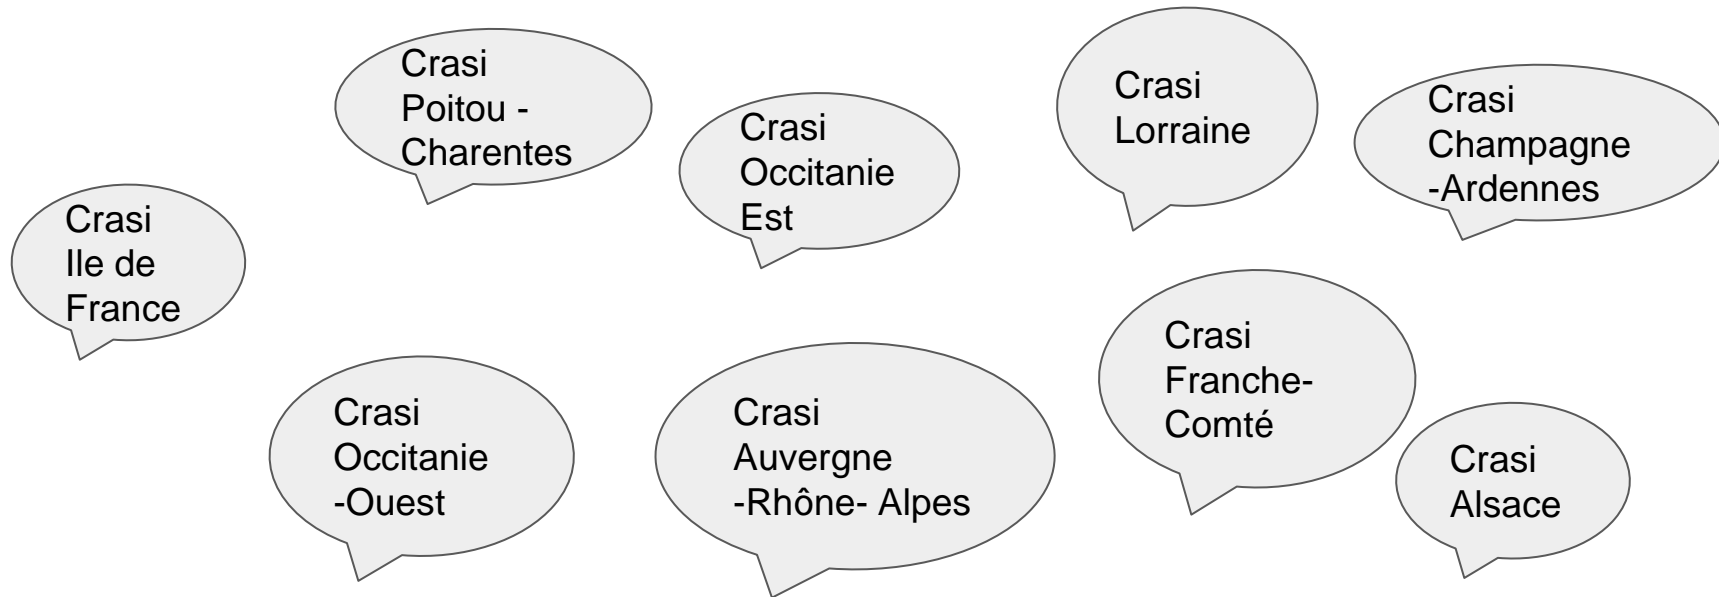 Crasi
Ile de
France
Crasi
Poitou -
Charentes
Crasi
Occitanie
Est
Crasi
Lorraine
Crasi
Champagne
-Ardennes
Crasi
Occitanie
-Ouest
Crasi
Auvergne
-Rhône- Alpes
Crasi
Franche-
Comté
Crasi
Alsace